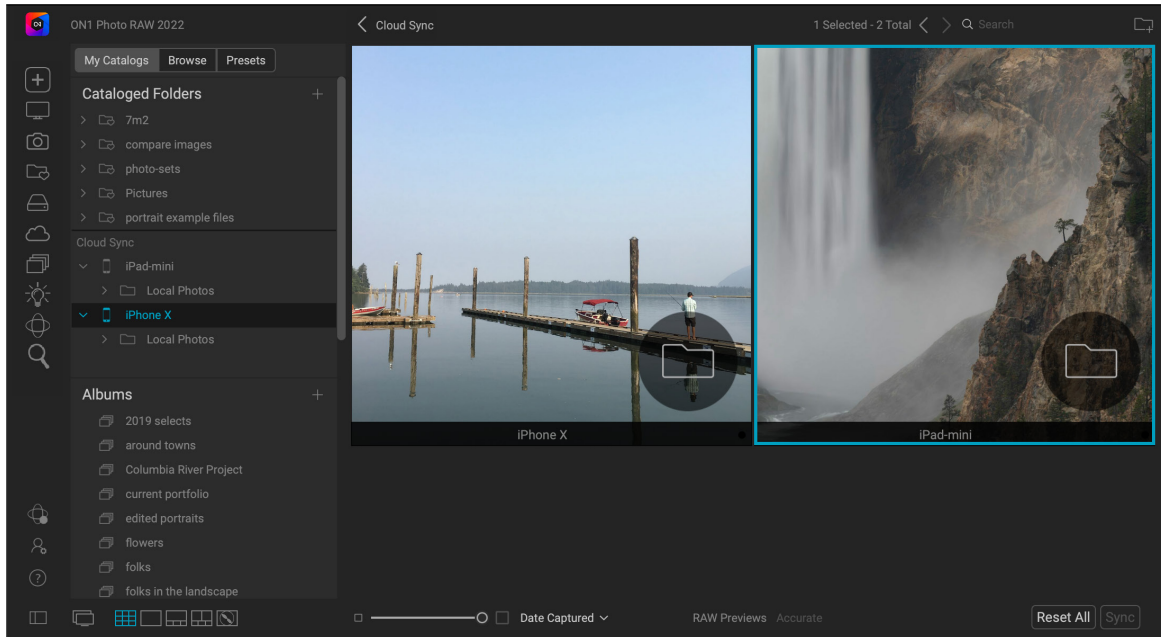 ON1 Photo RAW 2022
Cloud Sync
1 Selected - 2 Total
Search
My Catalogs
Browse
Presets
Cataloged Folders
7m2
compare images
photo-sets
Pictures
portrait example files
Cloud Sync
iPad-mini
Local Photos
iPhone X
Local Photos
Albums
2019 selects
around towns
Columbia River Project
current portfolio
edited portraits
flowers
folks
folks in the landscape
iPhone X
iPad-mini
Date Captured
RAW Previews Accurate
Reset All
Sync